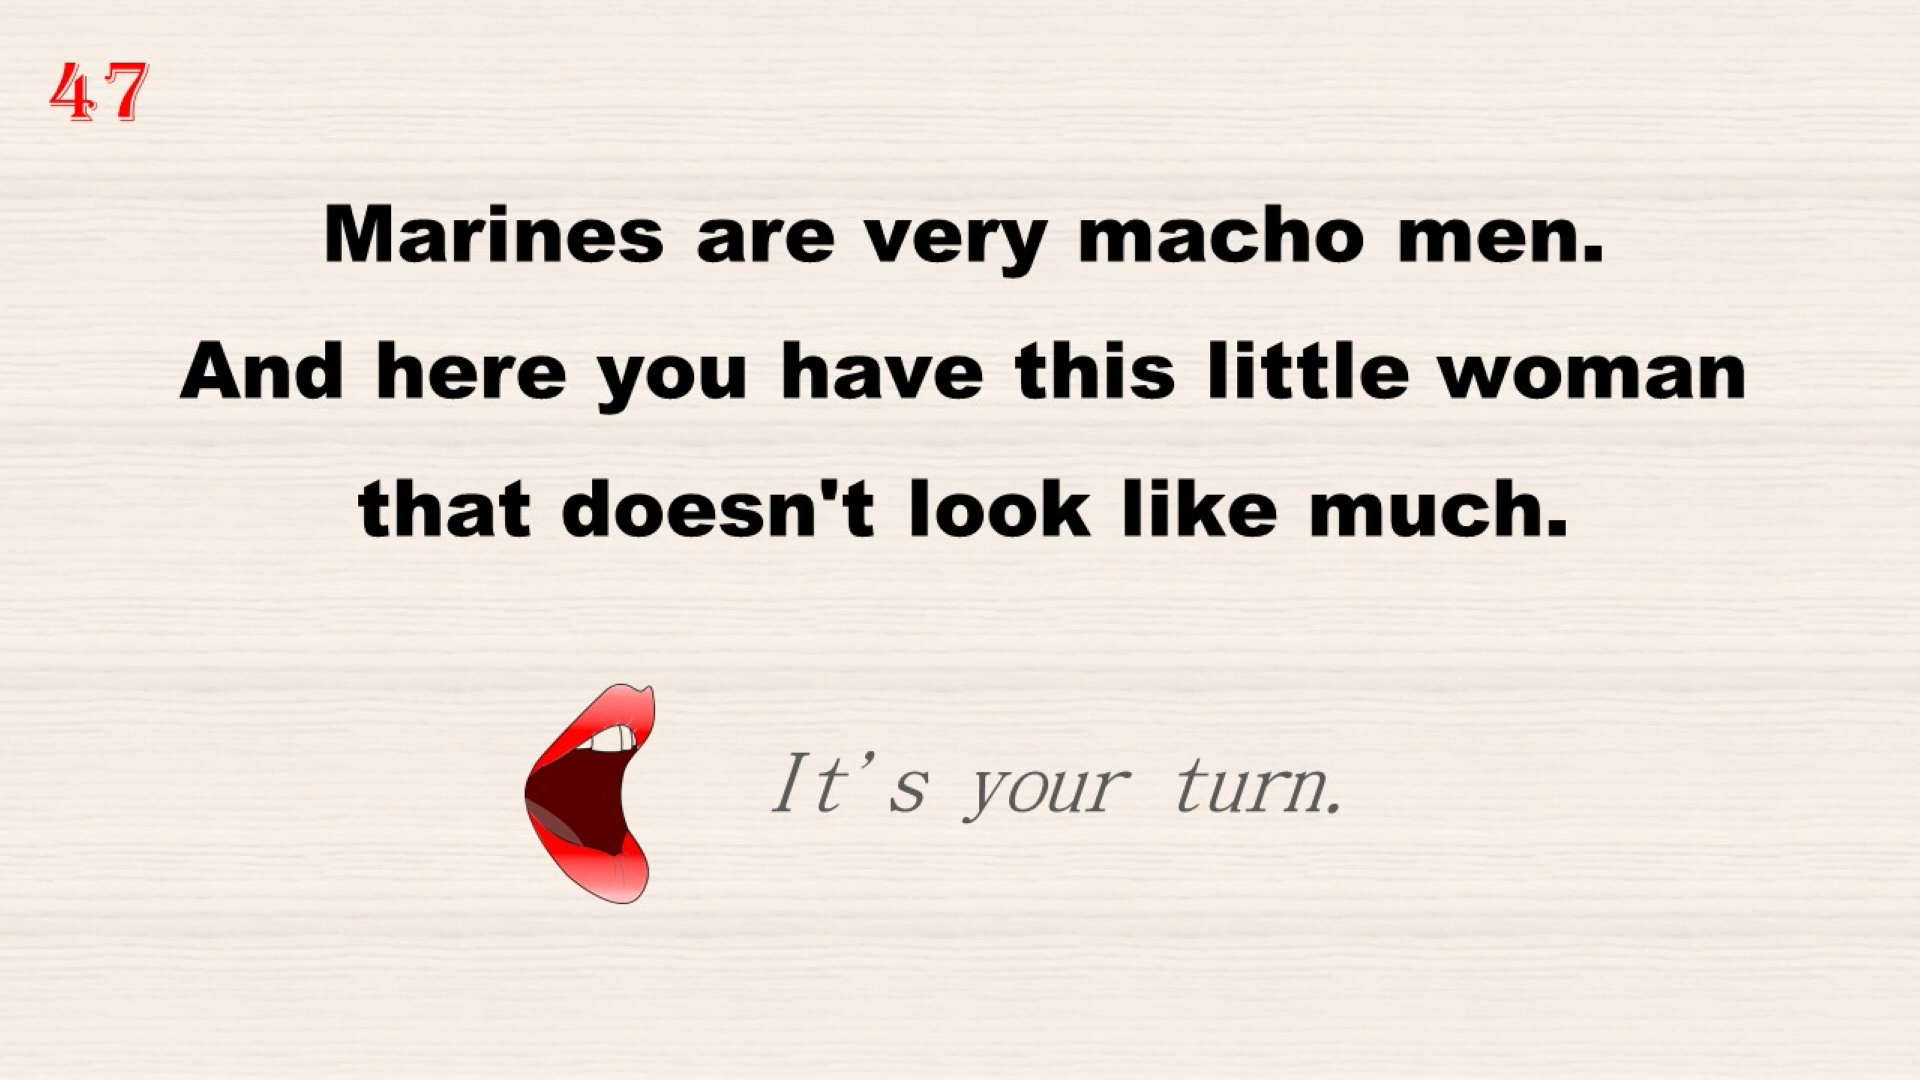 47
Marines are very macho men.
And here you have this little woman
that doesn't look like much.
It's your turn.